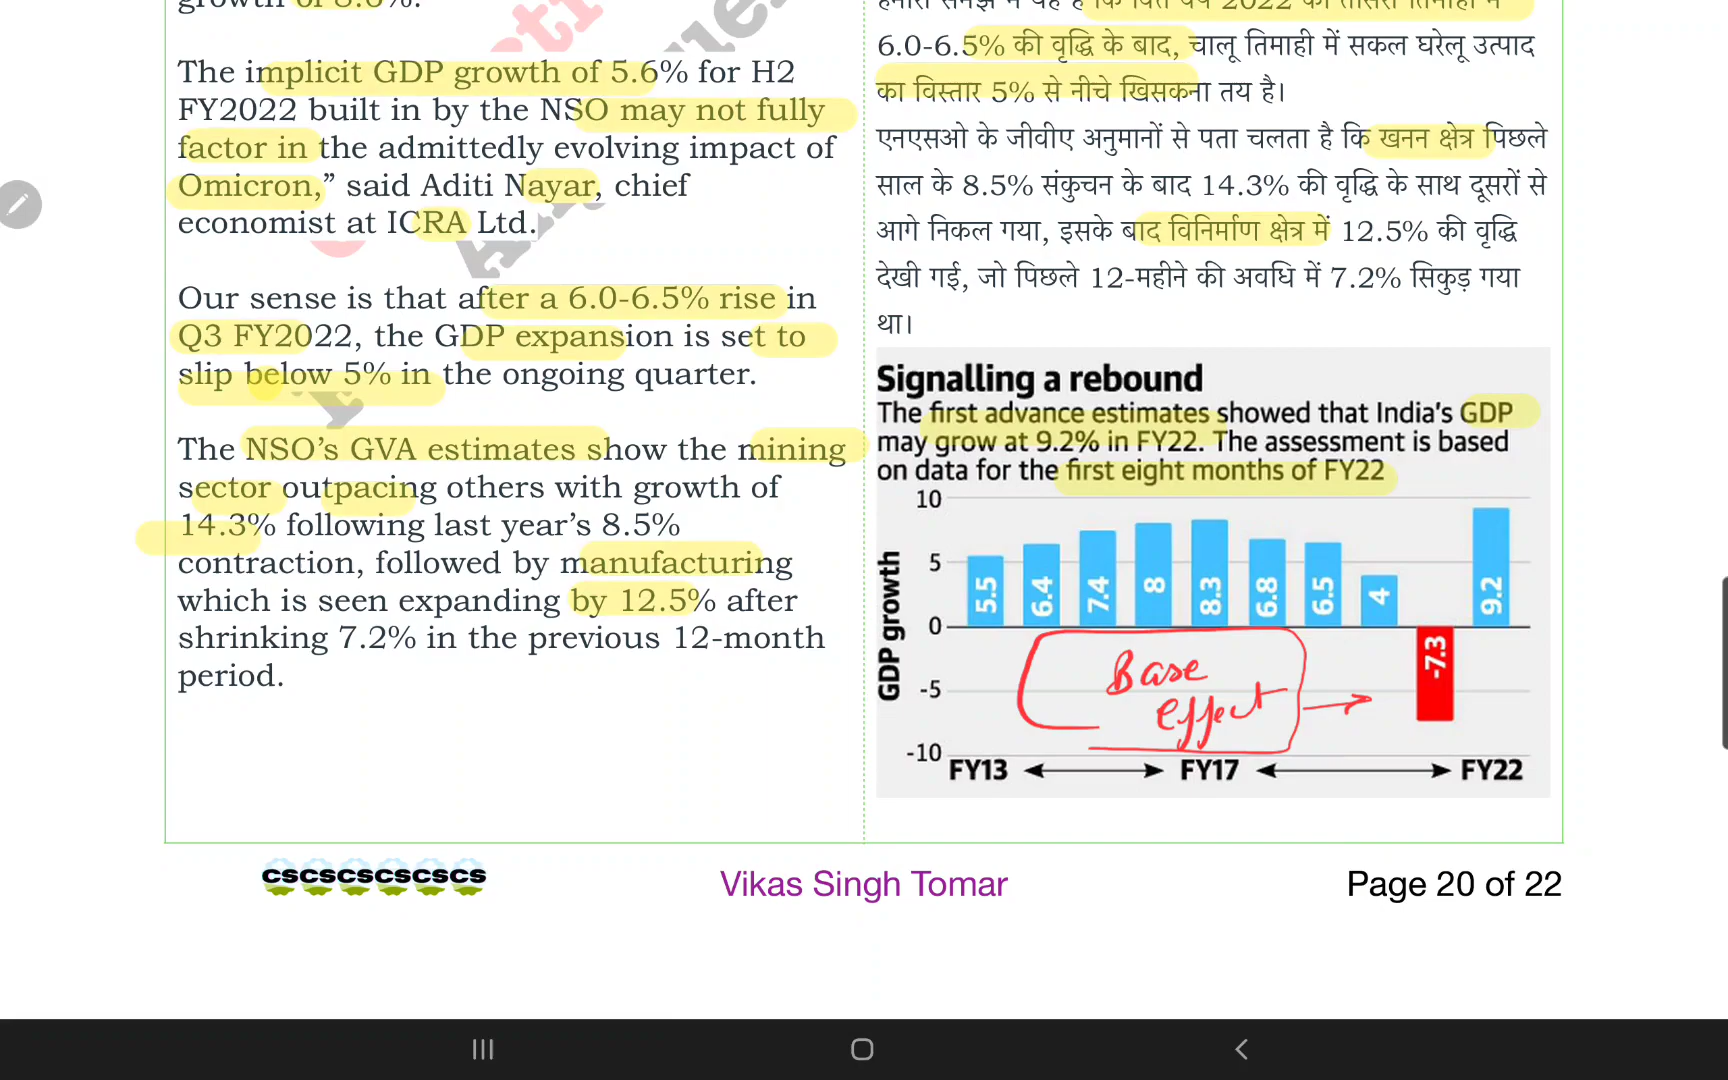 The implicit GDP growth of 5.6% for H2
FY2022 built in by the NSO may not fully
factor in the admittedly evolving impact of
Omicron,” said Aditi Nayar, chief
economist at ICRA Ltd.
Our sense is that after a 6.0-6.5% rise in
Q3 FY2022, the GDP expansion is set to
slip below 5% in the ongoing quarter.
The NSO’s GVA estimates show the mining
sector outpacing others with growth of
14.3% following last year’s 8.5%
contraction, followed by manufacturing
which is seen expanding by 12.5% after
shrinking 7.2% in the previous 12-month
period.
6.0-6.5% की वृद्धि के बाद, चालू तिमाही में सकल घरेलू उत्पाद
का विस्तार 5% से नीचे खिसकना तय है।
एनएसओ के जीवीए अनुमानों से पता चलता है कि खनन क्षेत्र पिछले
साल के 8.5% संकुचन के बाद 14.3% की वृद्धि के साथ दूसरों से
आगे निकल गया, इसके बाद विनिर्माण क्षेत्र में 12.5% की वृद्धि
देखी गई, जो पिछले 12-महीने की अवधि में 7.2% सिकुड़ गया
था।
Signalling a rebound
The first advance estimates showed that India's GDP
may grow at 9.2% in FY22. The assessment is based
on data for the first eight months of FY22
GDP growth
10
5
0
-5
-10
5.5 6.4 7.4 8 8.3 6.8 6.5 4 -7.3 9.2
Base
effect
FY13 FY17 FY22
cscscscscscs
Vikas Singh Tomar
Page 20 of 22